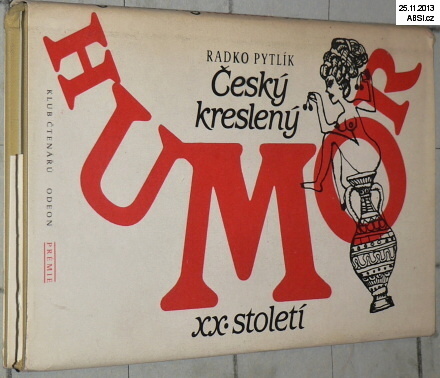 25.11.2013
ABSI.cz
RADKO PYTLÍK
Český
kreslený
HUMOR
xx. století
KLUB ČTENÁŘŮ ODEON PRÉMIE